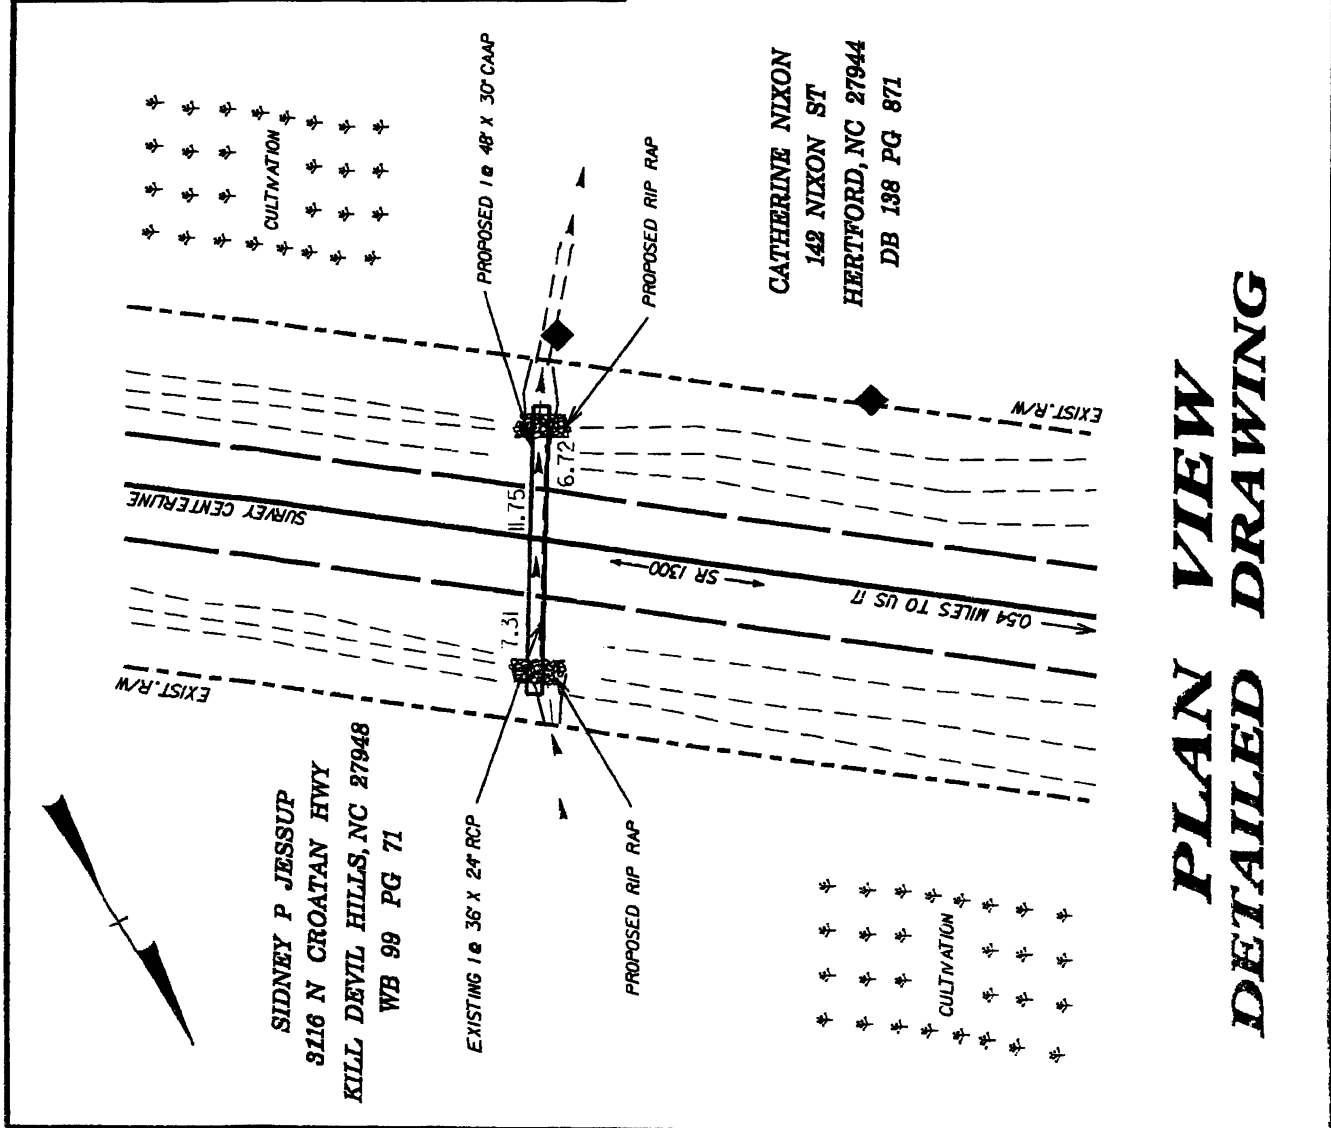 SIDNEY P JESSUP
3116 N CROATAN HWY
KILL DEVIL HILLS, NC 27948
WB 99 PG 71
EXIST. R/W
EXISTING 1@ 36' X 24" RCP
PROPOSED RIP RAP
CULTIVATION
SURVEY CENTERLINE
7.31
11.75
6.72
SR 1300
0.54 MILES TO US 17
CULTIVATION
PROPOSED 1@ 48' X 30" CAAP
PROPOSED RIP RAP
EXIST. R/W
CATHERINE NIXON
142 NIXON ST
HERTFORD, NC 27944
DB 138 PG 871
PLAN VIEW
DETAILED DRAWING